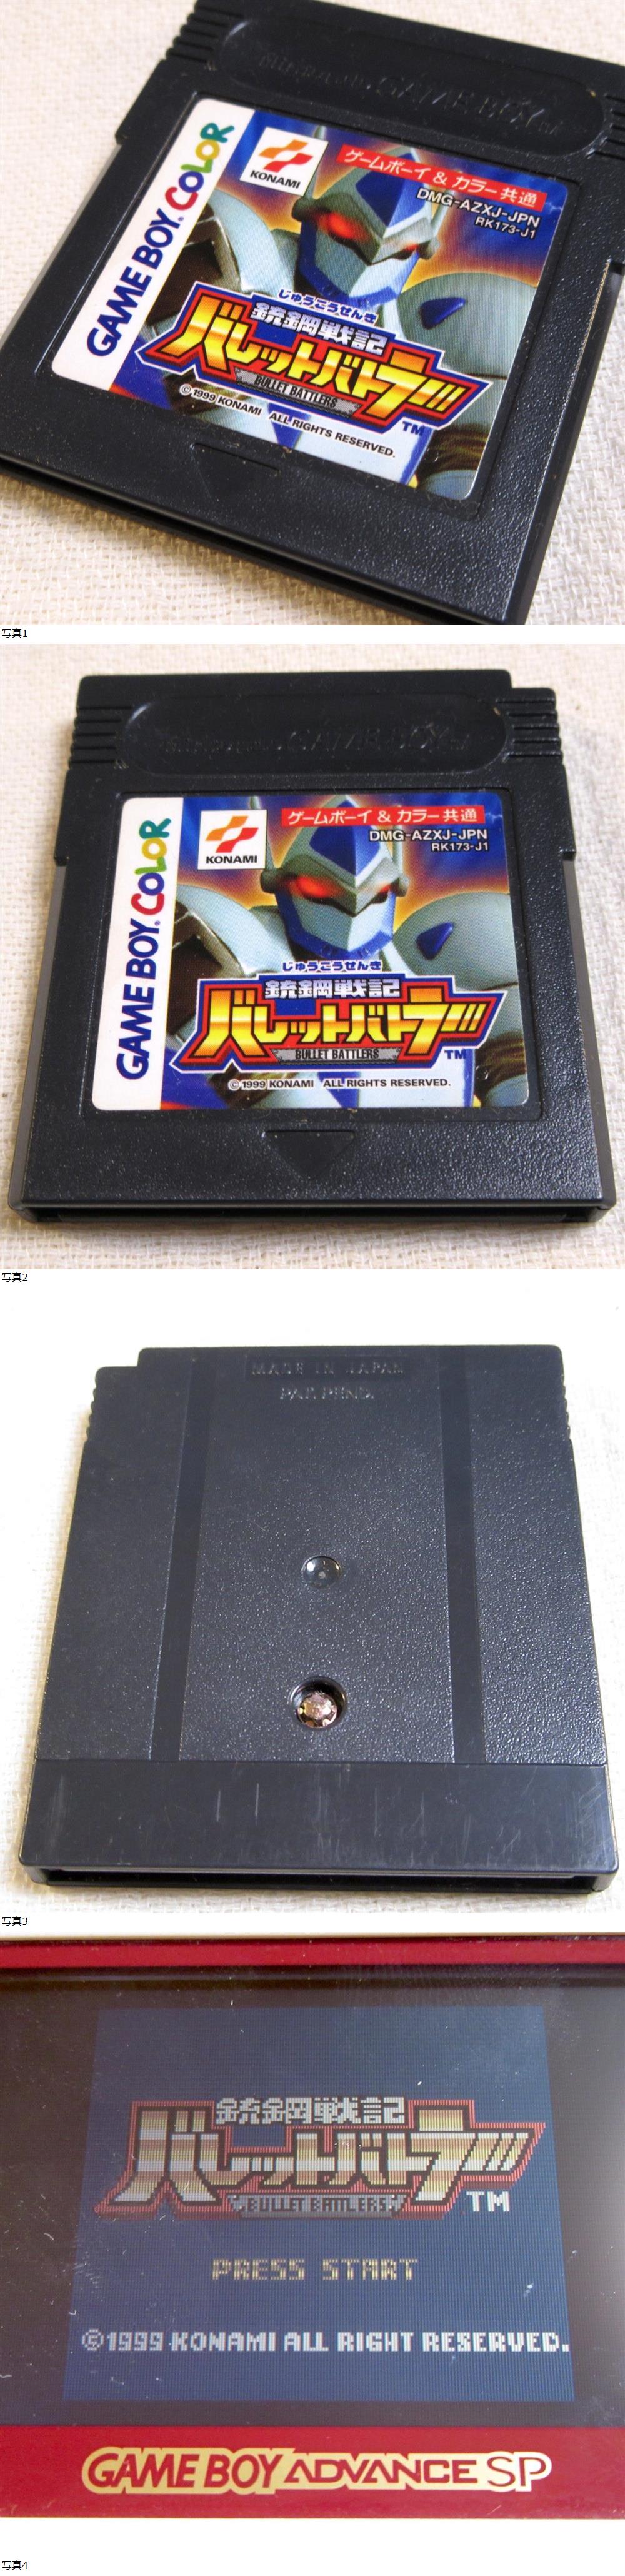 GAME BOY
KONAMI
ゲームボーイ & カラー共通
DMG-AZXJ-JPN
RK173-J1
GAME BOY COLOR
じゅうこうせんき
銃鋼戦記
バレットバトラー
BULLET BATTLERS
TM
©1999 KONAMI ALL RIGHTS RESERVED.
写真1
GAME BOY
KONAMI
ゲームボーイ & カラー共通
DMG-AZXJ-JPN
RK173-J1
GAME BOY COLOR
じゅうこうせんき
銃鋼戦記
バレットバトラー
BULLET BATTLERS
TM
©1999 KONAMI ALL RIGHTS RESERVED.
写真2
MADE IN JAPAN
PAT. PEND.
写真3
銃鋼戦記
バレットバトラー
BULLET BATTLERS
TM
PRESS START
©1999 KONAMI ALL RIGHT RESERVED.
GAME BOY ADVANCE SP
写真4